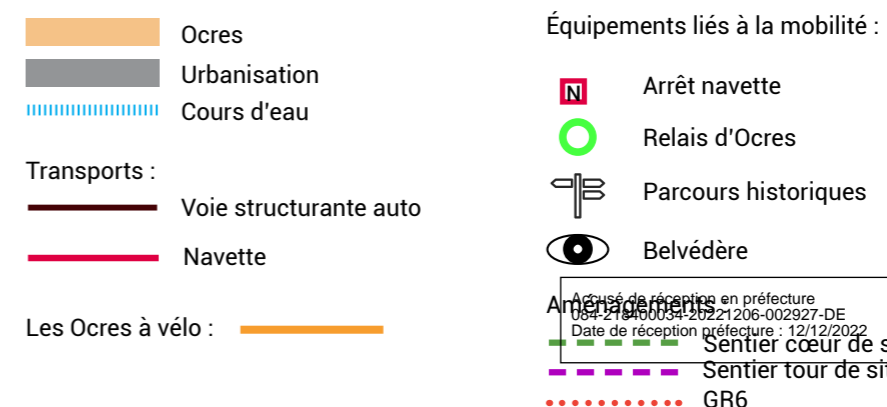 Ocres
Urbanisation
Cours d'eau
Transports :
Voie structurante auto
Navette
Les Ocres à vélo :
Équipements liés à la mobilité :
N
Arrêt navette
Relais d'Ocres
Parcours historiques
Belvédère
Aménagements :
Accusé de réception en préfecture
084-218400034-20221206-002927-DE
Date de réception préfecture : 12/12/2022
Sentier cœur de s
Sentier tour de sit
GR6